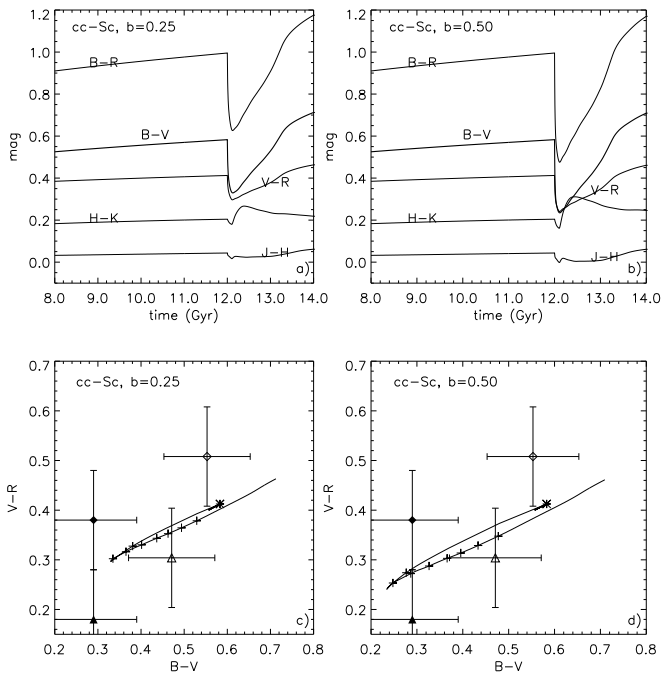 cc-Sc, b=0.25
cc-Sc, b=0.50
1.2
1.0
0.8
0.6
0.4
0.2
0.0
mag
B-R
B-V
V-R
H-K
J-H
a)
8.0 9.0 10.0 11.0 12.0 13.0 14.0
time (Gyr)
1.2
1.0
0.8
0.6
0.4
0.2
0.0
mag
B-R
B-V
V-R
H-K
J-H
b)
8.0 9.0 10.0 11.0 12.0 13.0 14.0
time (Gyr)
cc-Sc, b=0.25
0.7
0.6
0.5
0.4
0.3
0.2
V-R
c)
0.2 0.3 0.4 0.5 0.6 0.7 0.8
B-V
cc-Sc, b=0.50
0.7
0.6
0.5
0.4
0.3
0.2
V-R
d)
0.2 0.3 0.4 0.5 0.6 0.7 0.8
B-V